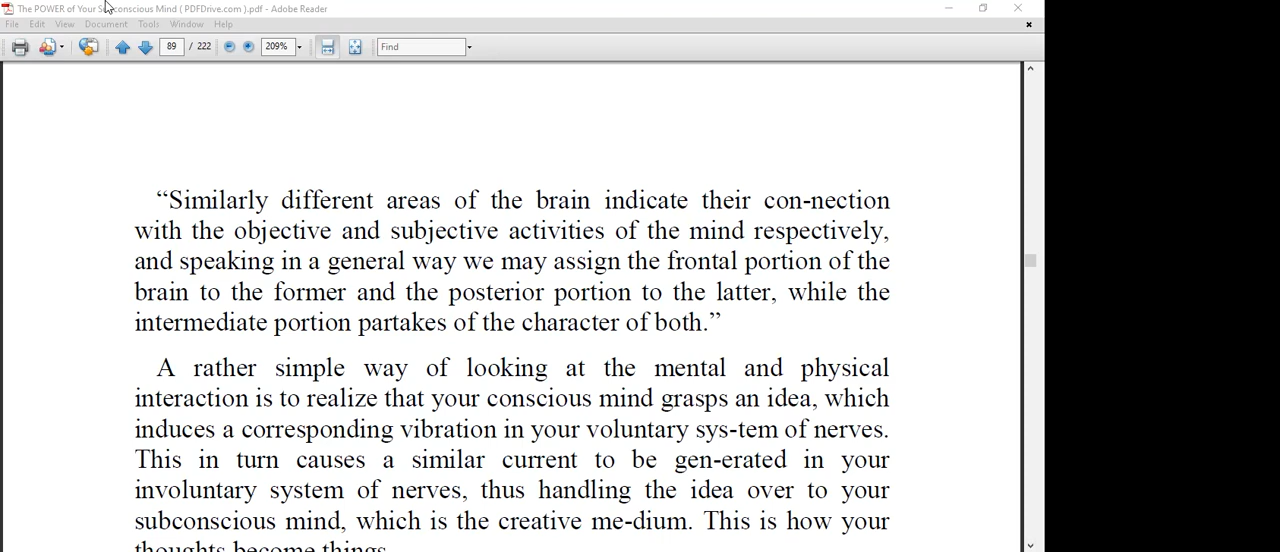 The POWER of Your Subconscious Mind ( PDFDrive.com ).pdf - Adobe Reader
File Edit View Document Tools Window Help
89 / 222 209% Find
“Similarly different areas of the brain indicate their con-nection
with the objective and subjective activities of the mind respectively,
and speaking in a general way we may assign the frontal portion of the
brain to the former and the posterior portion to the latter, while the
intermediate portion partakes of the character of both.”
A rather simple way of looking at the mental and physical
interaction is to realize that your conscious mind grasps an idea, which
induces a corresponding vibration in your voluntary sys-tem of nerves.
This in turn causes a similar current to be gen-erated in your
involuntary system of nerves, thus handling the idea over to your
subconscious mind, which is the creative me-dium. This is how your
thoughts become things.